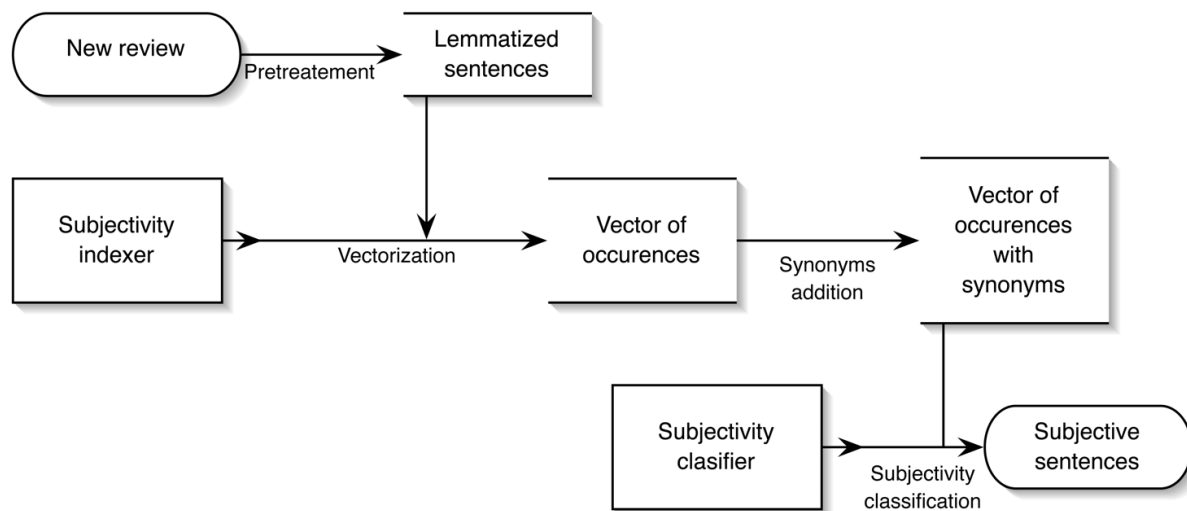 New review
Pretreatement
Lemmatized
sentences
Subjectivity
indexer
Vectorization
Vector of
occurences
Synonyms
addition
Vector of
occurences
with
synonyms
Subjectivity
clasifier
Subjectivity
classification
Subjective
sentences